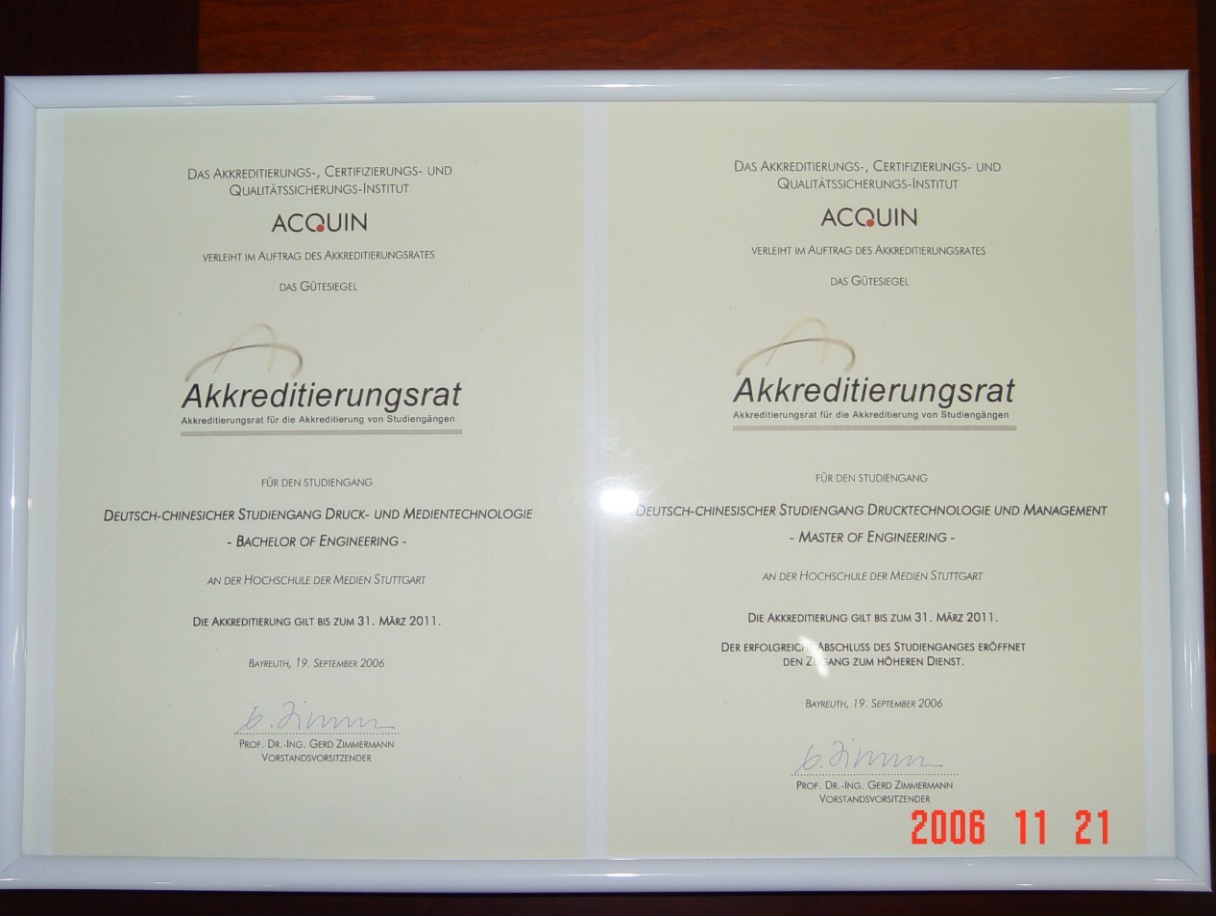 DAS AKKREDITIERUNGS-, CERTIFIZIERUNGS- UND
QUALITÄTSSICHERUNGS-INSTITUT
ACQUIN
VERLEIHT IM AUFTRAG DES AKKREDITIERUNGSRATES
DAS GÜTESIEGEL
Akkreditierungsrat
Akkreditierungsrat für die Akkreditierung von Studiengängen
FÜR DEN STUDIENGANG
DEUTSCH-CHINESICHER STUDIENGANG DRUCK- UND MEDIENTECHNOLOGIE
- BACHELOR OF ENGINEERING -
AN DER HOCHSCHULE DER MEDIEN STUTTGART
DIE AKKREDITIERUNG GILT BIS ZUM 31. MÄRZ 2011.
BAYREUTH, 19. SEPTEMBER 2006
G. Zimmermann
PROF. DR.-ING. GERD ZIMMERMANN
VORSTANDSVORSITZENDER
DAS AKKREDITIERUNGS-, CERTIFIZIERUNGS- UND
QUALITÄTSSICHERUNGS-INSTITUT
ACQUIN
VERLEIHT IM AUFTRAG DES AKKREDITIERUNGSRATES
DAS GÜTESIEGEL
Akkreditierungsrat
Akkreditierungsrat für die Akkreditierung von Studiengängen
FÜR DEN STUDIENGANG
DEUTSCH-CHINESISCHER STUDIENGANG DRUCKTECHNOLOGIE UND MANAGEMENT
- MASTER OF ENGINEERING -
AN DER HOCHSCHULE DER MEDIEN STUTTGART
DIE AKKREDITIERUNG GILT BIS ZUM 31. MÄRZ 2011.
DER ABSCHLUSS DES STUDIENGANGES ERÖFFNET
DEN ZUGANG ZUM HÖHEREN DIENST.
BAYREUTH, 19. SEPTEMBER 2006
G. Zimmermann
PROF. DR.-ING. GERD ZIMMERMANN
VORSTANDSVORSITZENDER
2006 11 21